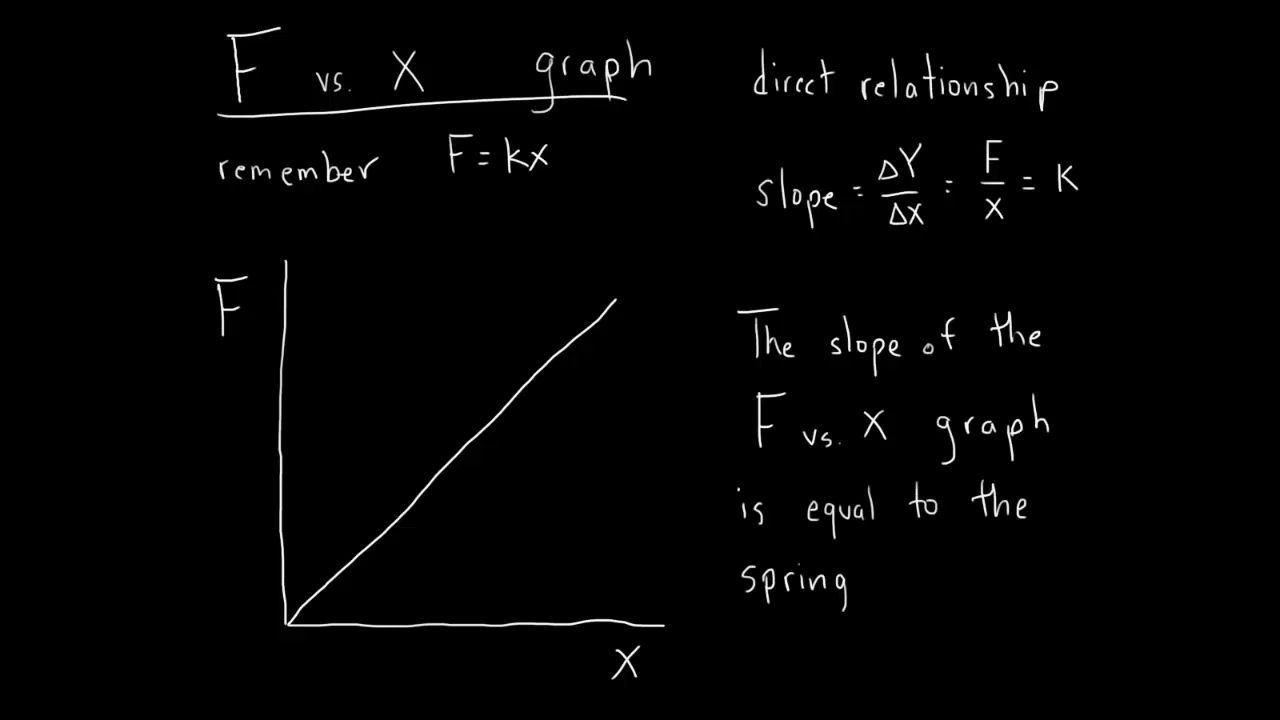 F vs. X graph
remember F = kx
F
X
direct relationship
slope = ΔY/ΔX = F/X = K
The slope of the
F vs. X graph
is equal to the
spring